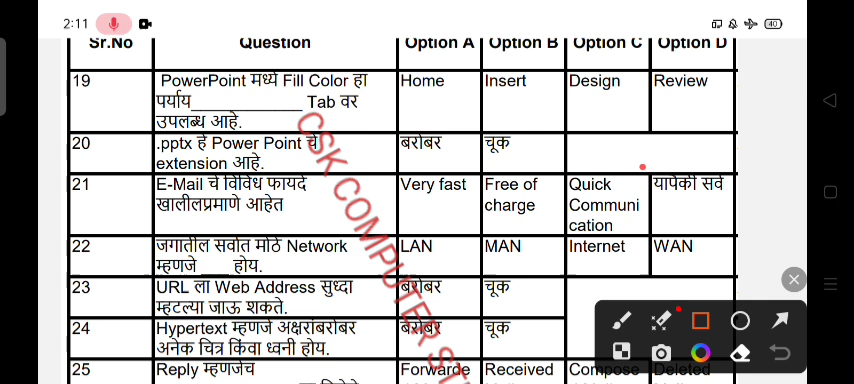 2:11
40
Sr.No Question Option A Option B Option C Option D
19 PowerPoint मध्ये Fill Color हा Home Insert Design Review
पर्याय____________ Tab वर
उपलब्ध आहे.
20 .pptx हे Power Point चे बरोबर चूक
extension आहे.
21 E-Mail चे विविध फायदे Very fast Free of Quick यापैकी सर्व
खालीलप्रमाणे आहेत charge Communi
cation
22 जगातील सर्वात मोठे Network LAN MAN Internet WAN
म्हणजे ___ होय.
23 URL ला Web Address सुध्दा बरोबर चूक
म्हटल्या जाऊ शकते.
24 Hypertext म्हणजे अक्षरांबरोबर बरोबर चूक
अनेक चित्र किंवा ध्वनी होय.
25 Reply म्हणजेच Forwarde Received Compose Deleted
CSK COMPUTER